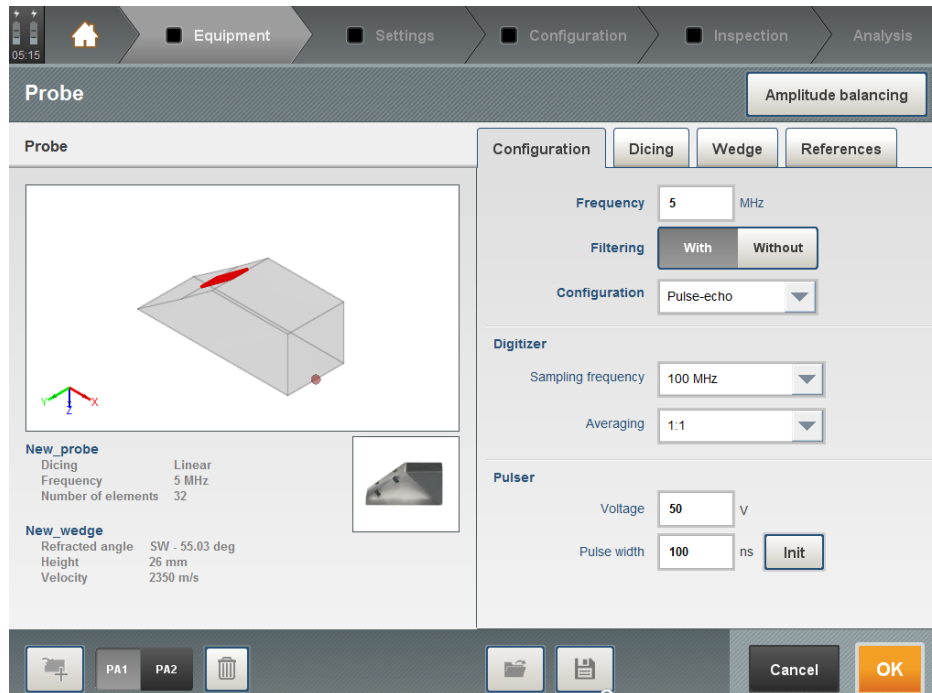 05:15
Equipment
Settings
Configuration
Inspection
Analysis
Probe
Amplitude balancing
Probe
Y
Z
X
New_probe
Dicing Linear
Frequency 5 MHz
Number of elements 32
New_wedge
Refracted angle SW - 55.03 deg
Height 26 mm
Velocity 2350 m/s
Configuration Dicing Wedge References
Frequency 5 MHz
Filtering With Without
Configuration Pulse-echo
Digitizer
Sampling frequency 100 MHz
Averaging 1:1
Pulser
Voltage 50 V
Pulse width 100 ns Init
PA1 PA2
Cancel OK